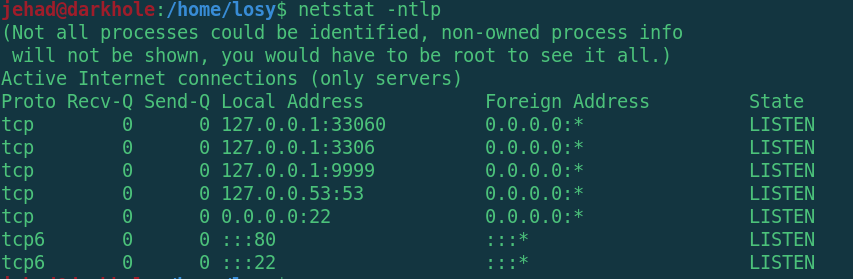 jehad@darkhole:/home/losy$ netstat -ntlp
(Not all processes could be identified, non-owned process info
 will not be shown, you would have to be root to see it all.)
Active Internet connections (only servers)
Proto Recv-Q Send-Q Local Address           Foreign Address         State
tcp        0      0 127.0.0.1:33060         0.0.0.0:*               LISTEN
tcp        0      0 127.0.0.1:3306          0.0.0.0:*               LISTEN
tcp        0      0 127.0.0.1:9999          0.0.0.0:*               LISTEN
tcp        0      0 127.0.0.53:53           0.0.0.0:*               LISTEN
tcp        0      0 0.0.0.0:22              0.0.0.0:*               LISTEN
tcp6       0      0 :::80                   :::*                    LISTEN
tcp6       0      0 :::22                   :::*                    LISTEN